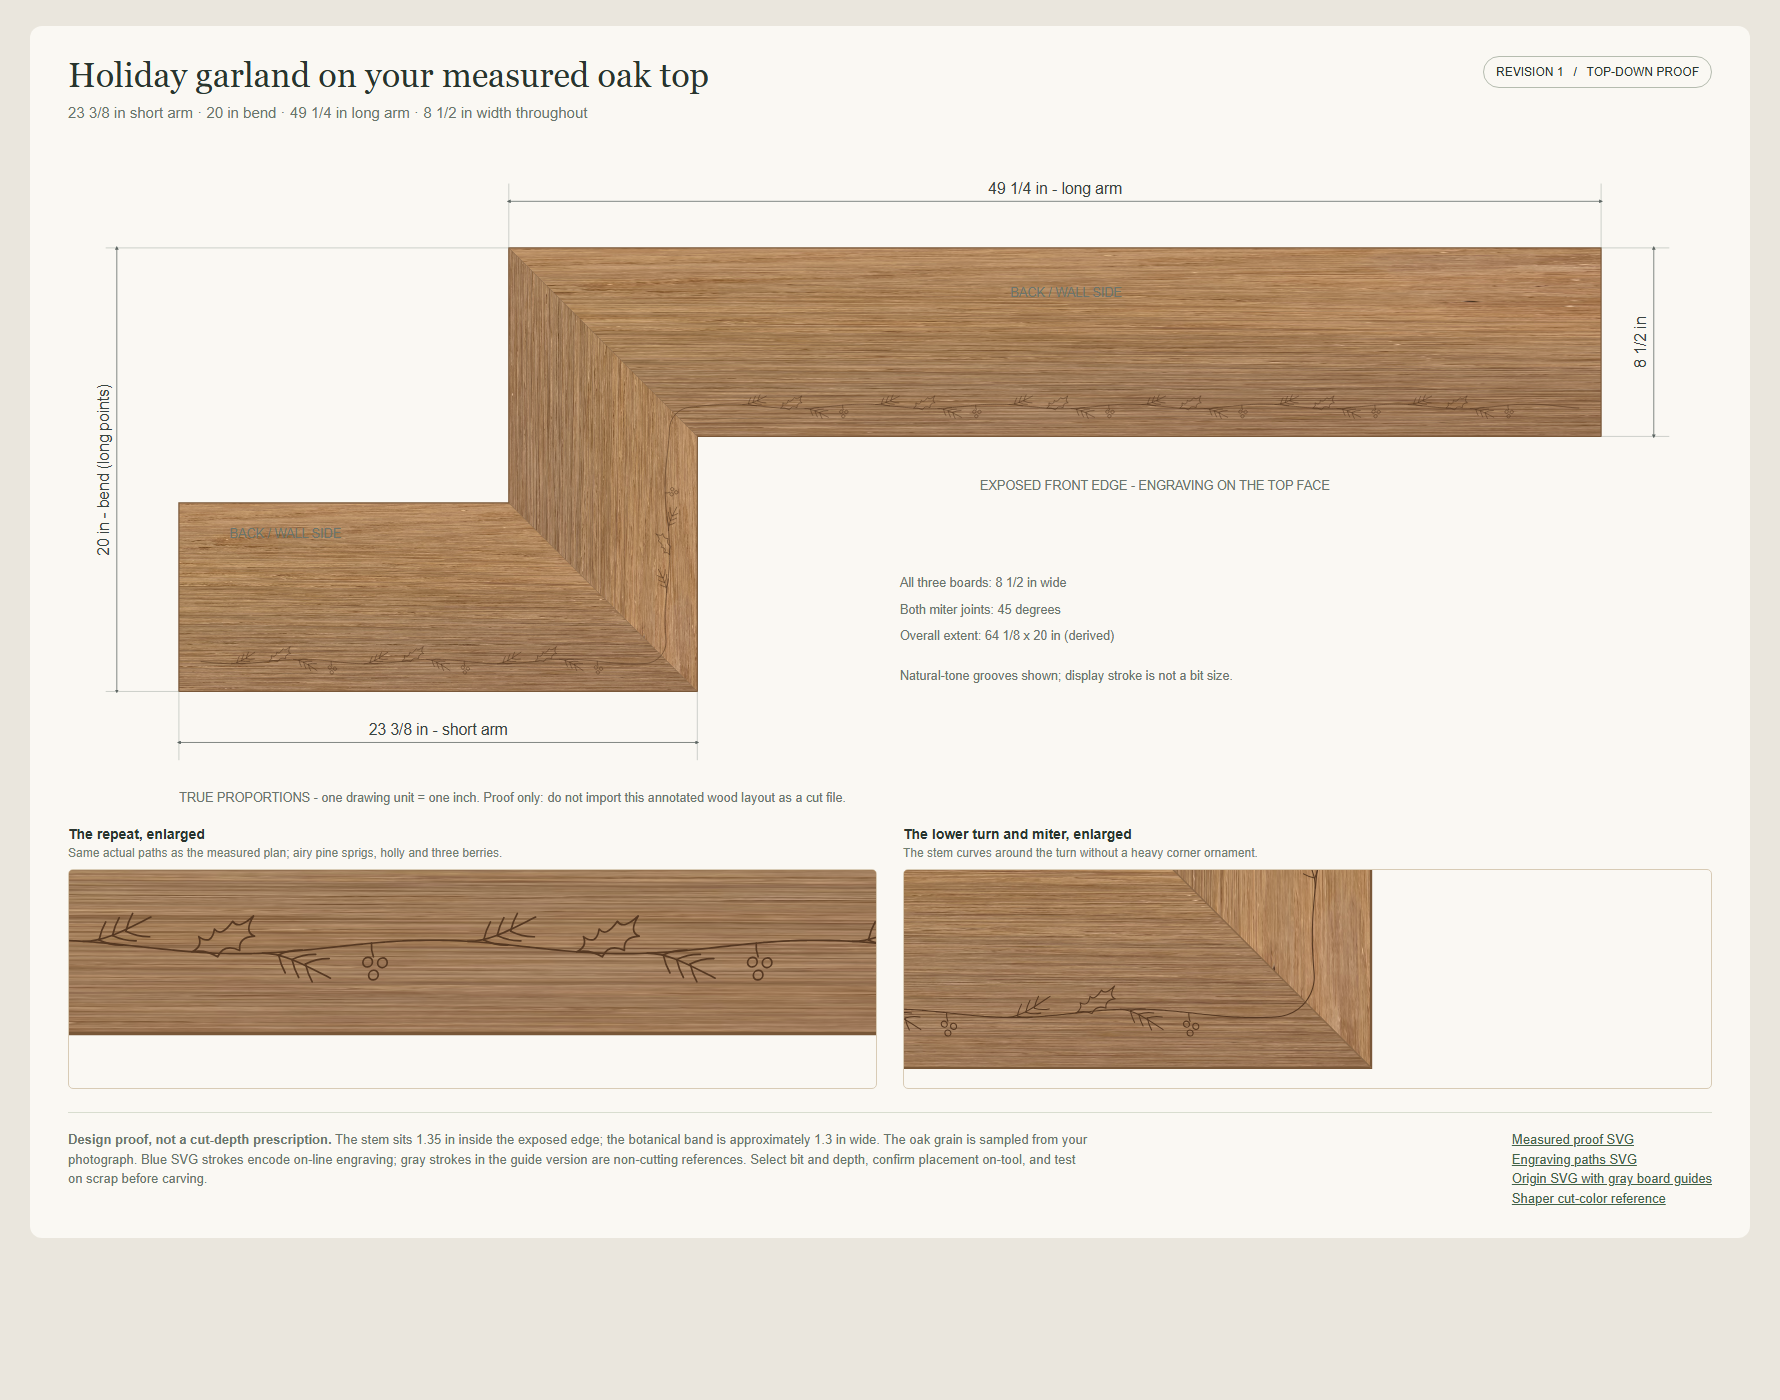 Holiday garland on your measured oak top
REVISION 1 / TOP-DOWN PROOF
23 3/8 in short arm · 20 in bend · 49 1/4 in long arm · 8 1/2 in width throughout
49 1/4 in - long arm
BACK / WALL SIDE
8 1/2 in
20 in - bend (long points)
EXPOSED FRONT EDGE - ENGRAVING ON THE TOP FACE
BACK / WALL SIDE
All three boards: 8 1/2 in wide
Both miter joints: 45 degrees
Overall extent: 64 1/8 x 20 in (derived)
Natural-tone grooves shown; display stroke is not a bit size.
23 3/8 in - short arm
TRUE PROPORTIONS - one drawing unit = one inch. Proof only: do not import this annotated wood layout as a cut file.
The repeat, enlarged
Same actual paths as the measured plan; airy pine sprigs, holly and three berries.
The lower turn and miter, enlarged
The stem curves around the turn without a heavy corner ornament.
Design proof, not a cut-depth prescription. The stem sits 1.35 in inside the exposed edge; the botanical band is approximately 1.3 in wide. The oak grain is sampled from your
photograph. Blue SVG strokes encode on-line engraving; gray strokes in the guide version are non-cutting references. Select bit and depth, confirm placement on-tool, and test
on scrap before carving.
Measured proof SVG
Engraving paths SVG
Origin SVG with gray board guides
Shaper cut-color reference